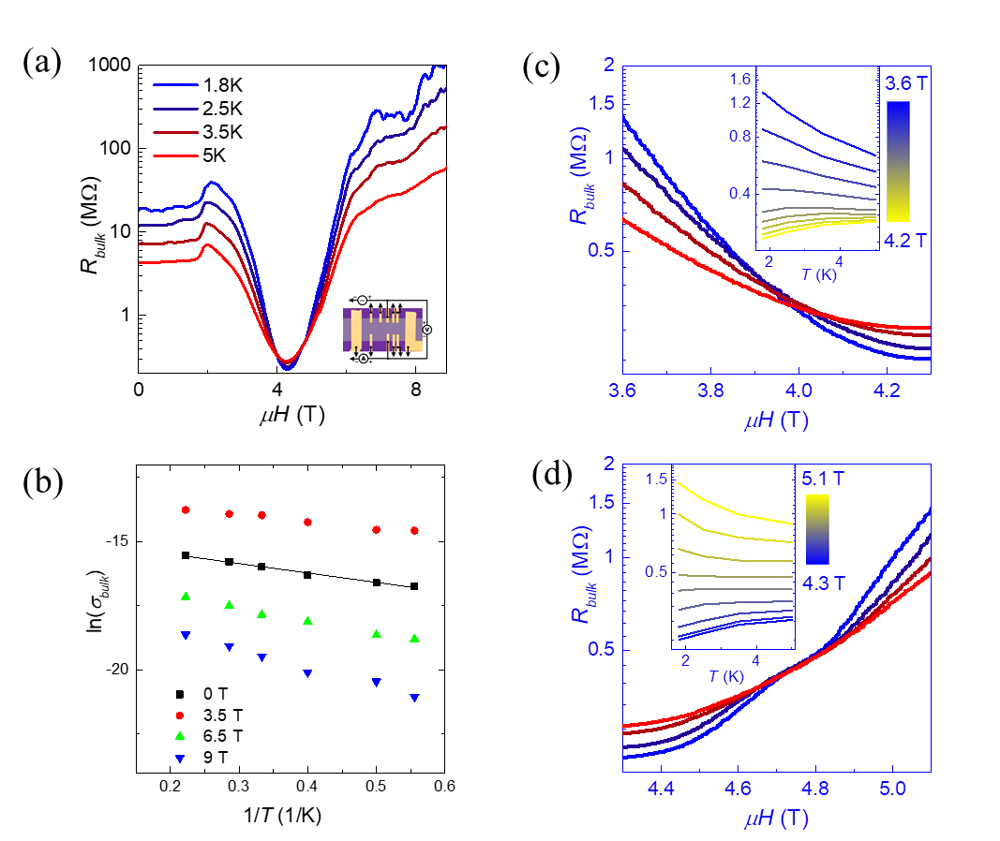 (a)
1000
100
10
1
R_bulk (MΩ)
1.8K
2.5K
3.5K
5K
0
4
8
μH (T)
(b)
-15
-20
ln(σ_bulk)
0 T
3.5 T
6.5 T
9 T
0.2
0.3
0.4
0.5
0.6
1/T (1/K)
(c)
2
1.5
1
0.5
R_bulk (MΩ)
1.6
1.2
0.8
0.4
2
4
T (K)
3.6 T
4.2 T
3.6
3.8
4.0
4.2
μH (T)
(d)
2
1.5
1
0.5
R_bulk (MΩ)
1.5
1
0.5
2
4
T (K)
5.1 T
4.3 T
4.4
4.6
4.8
5.0
μH (T)